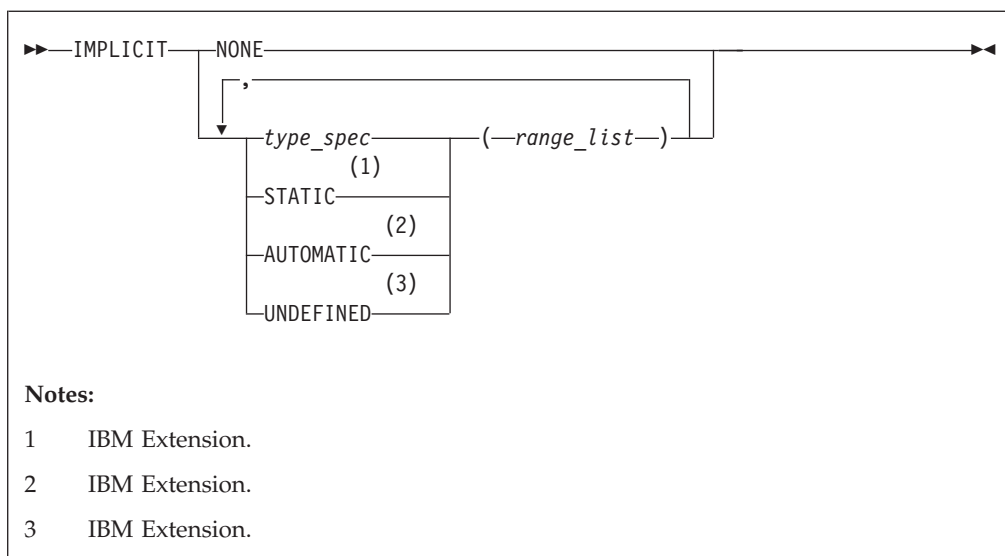 IMPLICIT NONE
,
type_spec ( range_list )
(1)
STATIC
(2)
AUTOMATIC
(3)
UNDEFINED
Notes:
1 IBM Extension.
2 IBM Extension.
3 IBM Extension.